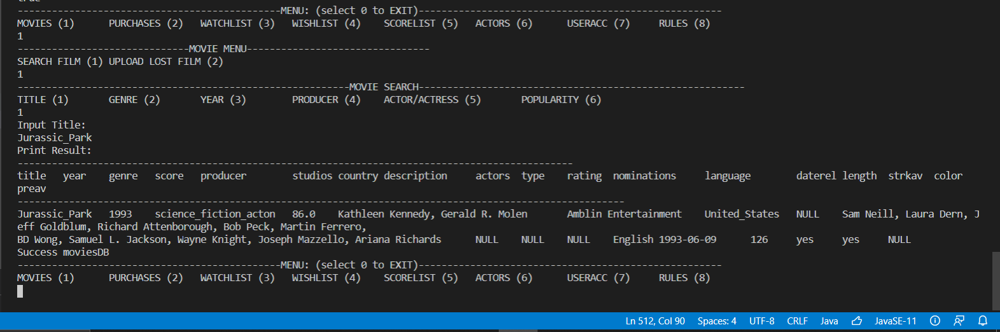 -----------------------------------------------MENU: (select 0 to EXIT)-----------------------------------------------------
MOVIES (1) PURCHASES (2) WATCHLIST (3) WISHLIST (4) SCORELIST (5) ACTORS (6) USERACC (7) RULES (8)
1
------------------------------MOVIE MENU--------------------------------
SEARCH FILM (1) UPLOAD LOST FILM (2)
1
----------------------------------------------------------MOVIE SEARCH---------------------------------------------------------
TITLE (1) GENRE (2) YEAR (3) PRODUCER (4) ACTOR/ACTRESS (5) POPULARITY (6)
1
Input Title:
Jurassic_Park
Print Result:
-------------------------------------------------------------------------------------------------
title year genre score producer studios country description actors type rating nominations language daterel length strkav color
preav
----------------------------------------------------------------------------------------------------------
Jurassic_Park 1993 science_fiction_acton 86.0 Kathleen Kennedy, Gerald R. Molen Amblin Entertainment United_States NULL Sam Neill, Laura Dern, J
eff Goldblum, Richard Attenborough, Bob Peck, Martin Ferrero,
BD Wong, Samuel L. Jackson, Wayne Knight, Joseph Mazzello, Ariana Richards NULL NULL NULL English 1993-06-09 126 yes yes NULL
Success moviesDB
----------------------------------------------MENU: (select 0 to EXIT)-----------------------------------------------------
MOVIES (1) PURCHASES (2) WATCHLIST (3) WISHLIST (4) SCORELIST (5) ACTORS (6) USERACC (7) RULES (8)
Ln 512, Col 90 Spaces: 4 UTF-8 CRLF Java JavaSE-11